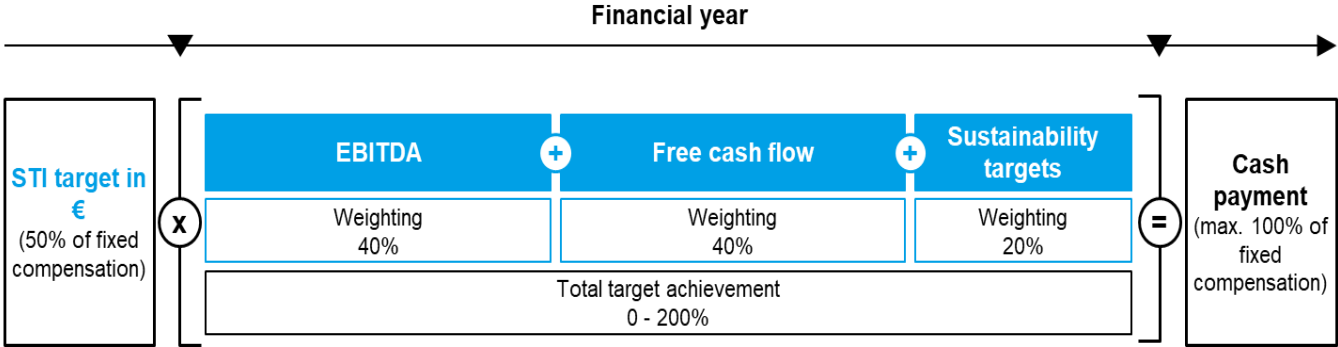 Financial year
STI target in
€
(50% of fixed
compensation)
x
EBITDA
+
Free cash flow
+
Sustainability
targets
Weighting
40%
Weighting
40%
Weighting
20%
Total target achievement
0 - 200%
=
Cash
payment
(max. 100% of
fixed
compensation)